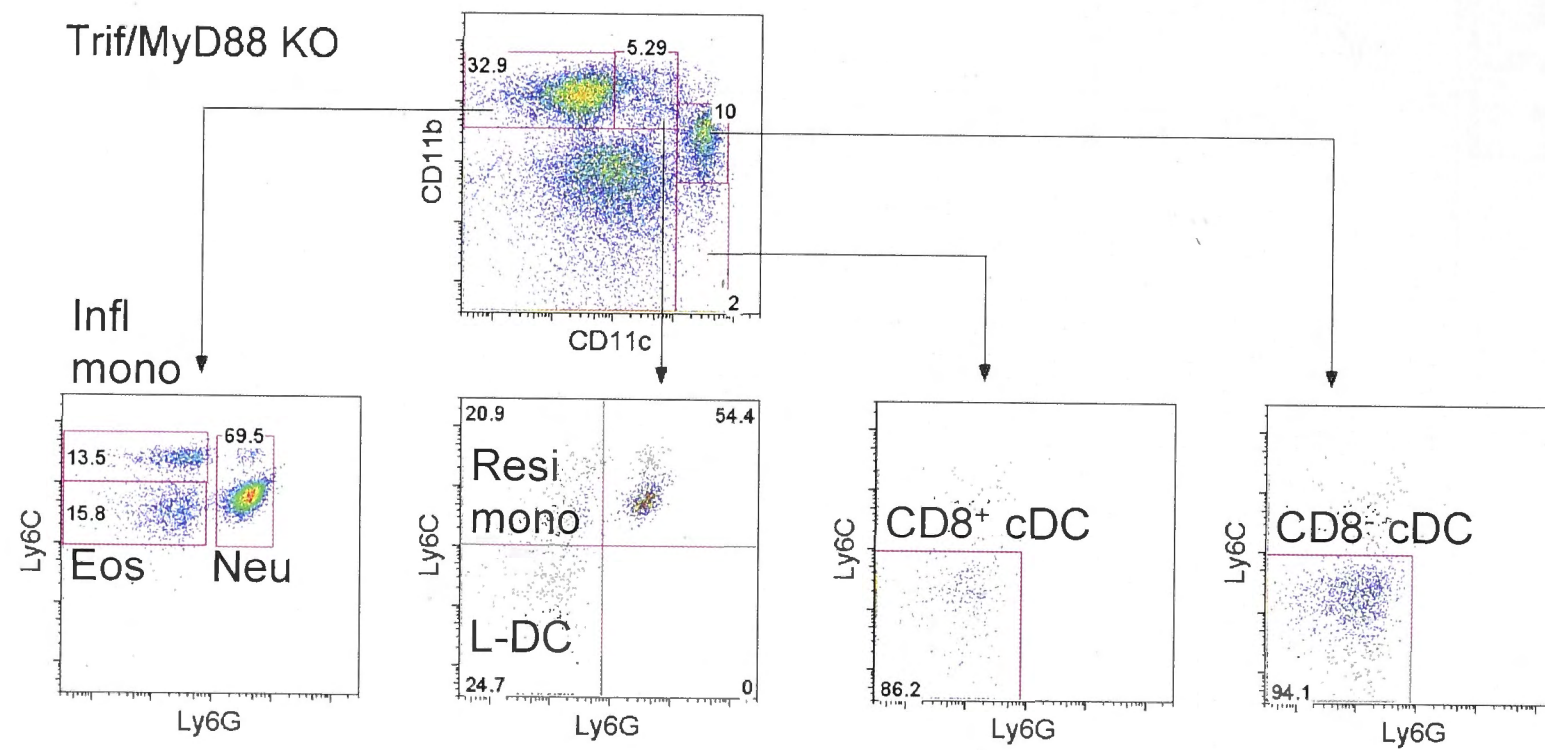 Trif/MyD88 KO
32.9
5.29
10
2
CD11b
CD11c
Infl
mono
13.5
69.5
15.8
Eos
Neu
Ly6C
Ly6G
20.9
54.4
Resi
mono
L-DC
24.7
0
Ly6C
Ly6G
CD8⁺ cDC
86.2
Ly6C
Ly6G
CD8⁻ cDC
94.1
Ly6C
Ly6G